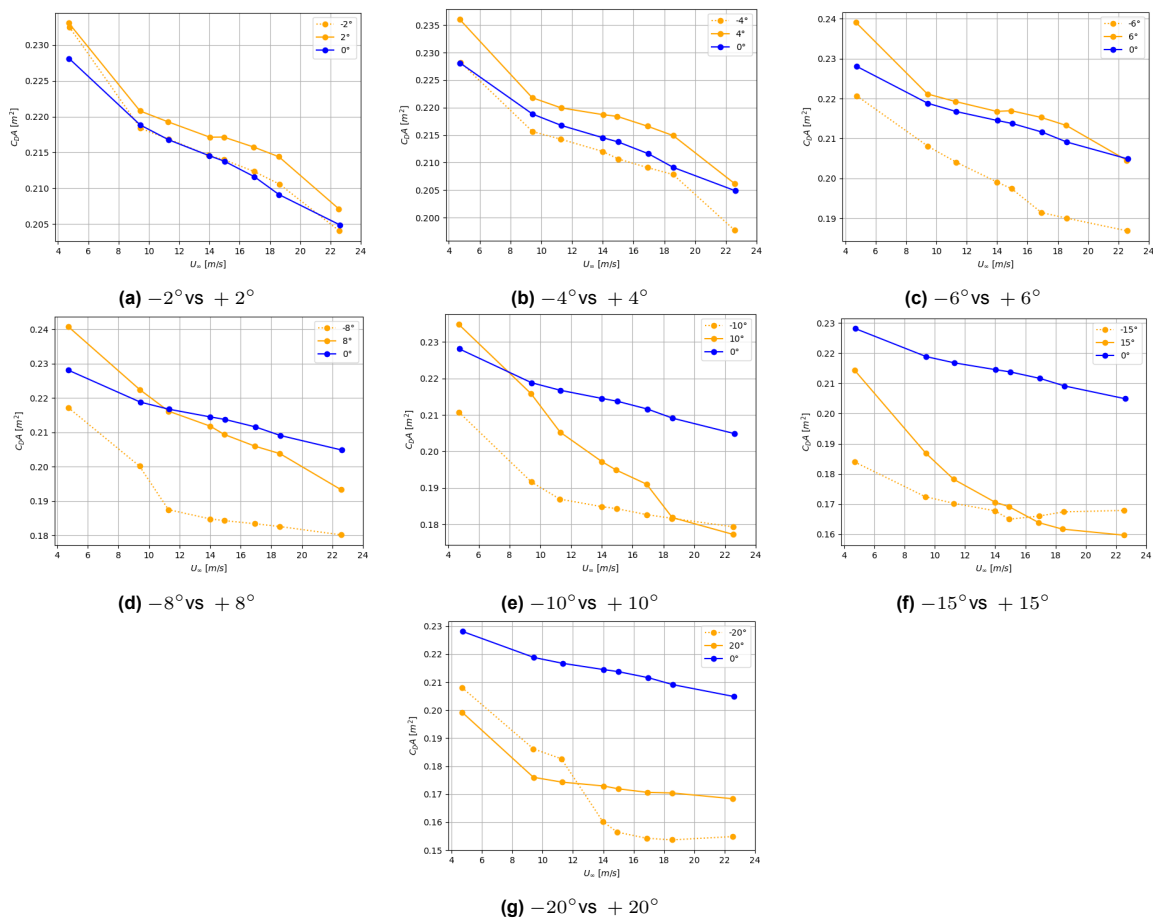 -2°
2°
0°
0.230
0.225
0.220
0.215
0.210
0.205
C_D A [m²]
4 6 8 10 12 14 16 18 20 22 24
U∞ [m/s]
(a) −2°vs +2°
-4°
4°
0°
0.235
0.230
0.225
0.220
0.215
0.210
0.205
0.200
C_D A [m²]
4 6 8 10 12 14 16 18 20 22 24
U∞ [m/s]
(b) −4°vs +4°
-6°
6°
0°
0.24
0.23
0.22
0.21
0.20
0.19
C_D A [m²]
4 6 8 10 12 14 16 18 20 22 24
U∞ [m/s]
(c) −6°vs +6°
-8°
8°
0°
0.24
0.23
0.22
0.21
0.20
0.19
0.18
C_D A [m²]
4 6 8 10 12 14 16 18 20 22 24
U∞ [m/s]
(d) −8°vs +8°
-10°
10°
0°
0.23
0.22
0.21
0.20
0.19
0.18
C_D A [m²]
4 6 8 10 12 14 16 18 20 22 24
U∞ [m/s]
(e) −10°vs +10°
-15°
15°
0°
0.23
0.22
0.21
0.20
0.19
0.18
0.17
0.16
C_D A [m²]
4 6 8 10 12 14 16 18 20 22 24
U∞ [m/s]
(f) −15°vs +15°
-20°
20°
0°
0.23
0.22
0.21
0.20
0.19
0.18
0.17
0.16
0.15
C_D A [m²]
4 6 8 10 12 14 16 18 20 22 24
U∞ [m/s]
(g) −20°vs +20°